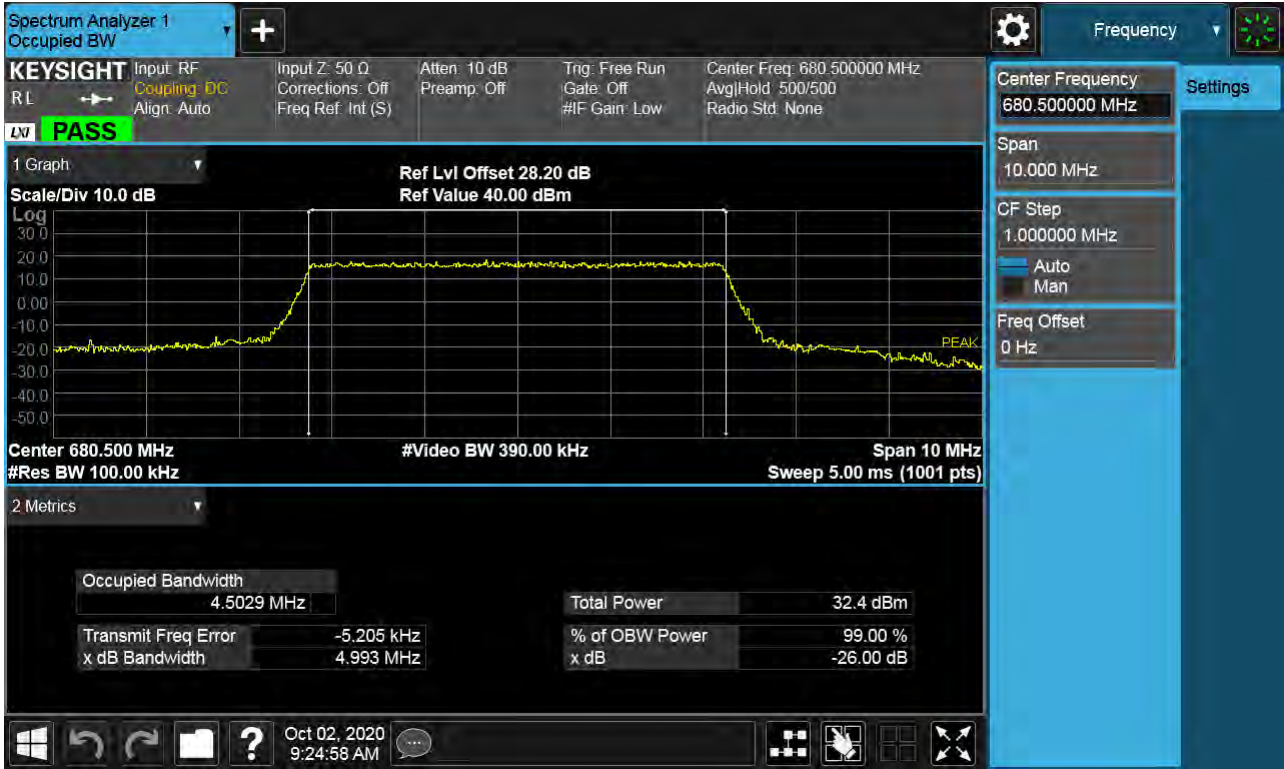 Spectrum Analyzer 1
Occupied BW
+
Frequency
KEYSIGHT
RL
LXI
PASS
Input: RF
Coupling: DC
Align: Auto
Input Z: 50 Ω
Corrections: Off
Freq Ref: Int (S)
Atten: 10 dB
Preamp: Off
Trig: Free Run
Gate: Off
#IF Gain: Low
Center Freq: 680.500000 MHz
Avg|Hold: 500/500
Radio Std: None
1 Graph
Scale/Div 10.0 dB
Ref Lvl Offset 28.20 dB
Ref Value 40.00 dBm
Log
30.0
20.0
10.0
0.00
-10.0
-20.0
-30.0
-40.0
-50.0
PEAK
Center 680.500 MHz
#Video BW 390.00 kHz
Span 10 MHz
#Res BW 100.00 kHz
Sweep 5.00 ms (1001 pts)
2 Metrics
Occupied Bandwidth
4.5029 MHz
Total Power 32.4 dBm
Transmit Freq Error -5.205 kHz
% of OBW Power 99.00 %
x dB Bandwidth 4.993 MHz
x dB -26.00 dB
?
Oct 02, 2020
9:24:58 AM
Center Frequency
680.500000 MHz
Settings
Span
10.000 MHz
CF Step
1.000000 MHz
Auto
Man
Freq Offset
0 Hz